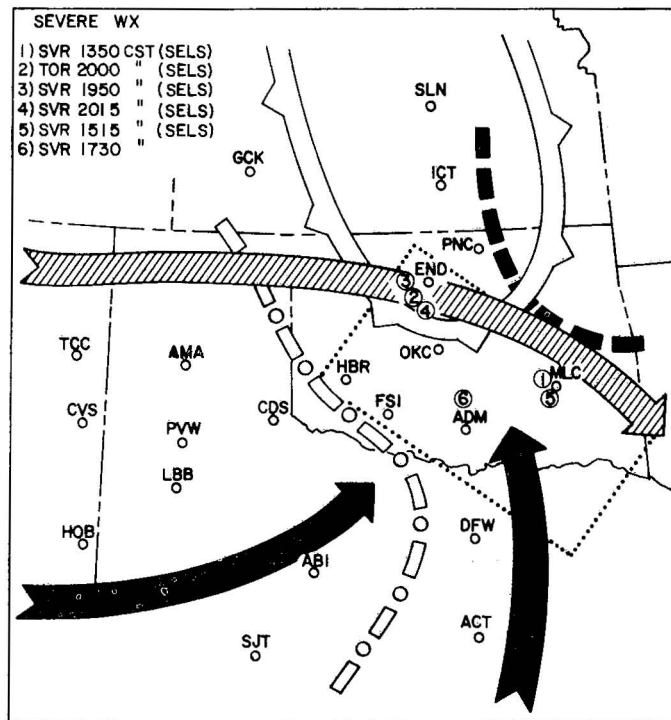 SEVERE WX
1) SVR 1350 CST (SELS)
2) TOR 2000 " (SELS)
3) SVR 1950 " (SELS)
4) SVR 2015 " (SELS)
5) SVR 1515 " (SELS)
6) SVR 1730 "
SLN
GCK
ICT
PNC
END
3
2
4
OKC
TCC
AMA
HBR
1
MLC
CVS
CDS
FSI
6
5
PVW
ADM
LBB
HOB
DFW
ABI
ACT
SJT